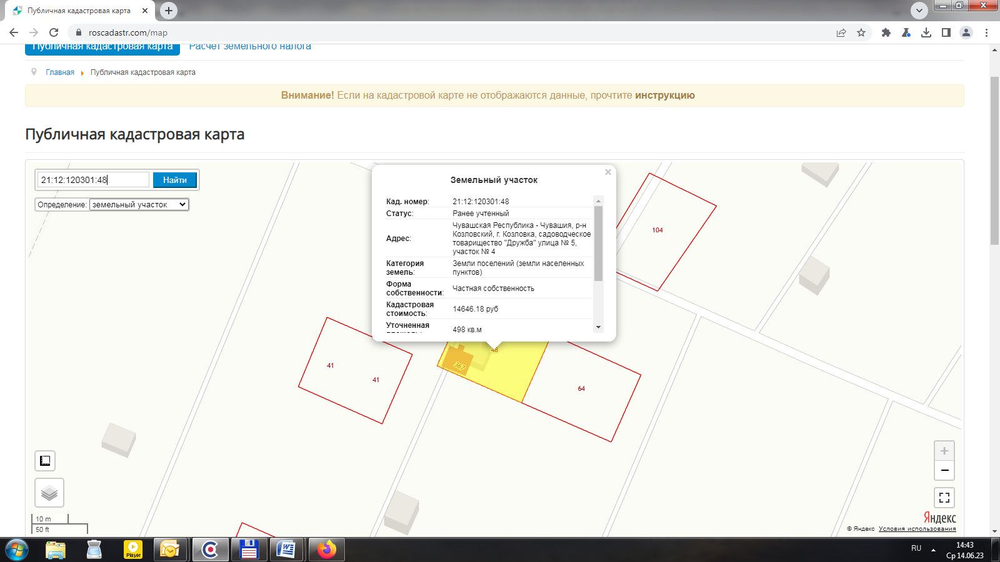 Публичная кадастровая карта
roscadastr.com/map
Публичная кадастровая карта Расчет земельного налога
Главная Публичная кадастровая карта
Внимание! Если на кадастровой карте не отображаются данные, прочтите инструкцию
Публичная кадастровая карта
21:12:120301:48 Найти
Определение: земельный участок
Земельный участок
Кад. номер: 21:12:120301:48
Статус: Ранее учтенный
Адрес: Чувашская Республика - Чувашия, р-н
Козловский, г. Козловка, садоводческое
товарищество "Дружба" улица № 5,
участок № 4
Категория земель: Земли поселений (земли населенных
пунктов)
Форма собственности: Частная собственность
Кадастровая стоимость: 14646.18 руб
Уточненная площадь: 498 кв.м
104
48
367
41
41
64
10 m
50 ft
Яндекс
© Яндекс Условия использования
Player
RU
14:43
Ср 14.06.23